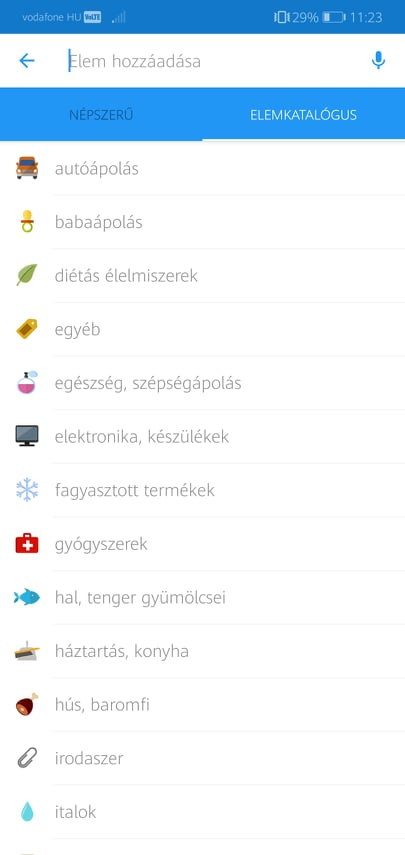 vodafone HU VoLTE 29% 11:23
Elem hozzáadása
NÉPSZERŰ ELEMKATALÓGUS
autóápolás
babaápolás
diétás élelmiszerek
egyéb
egészség, szépségápolás
elektronika, készülékek
fagyasztott termékek
gyógyszerek
hal, tenger gyümölcsei
háztartás, konyha
hús, baromfi
irodaszer
italok